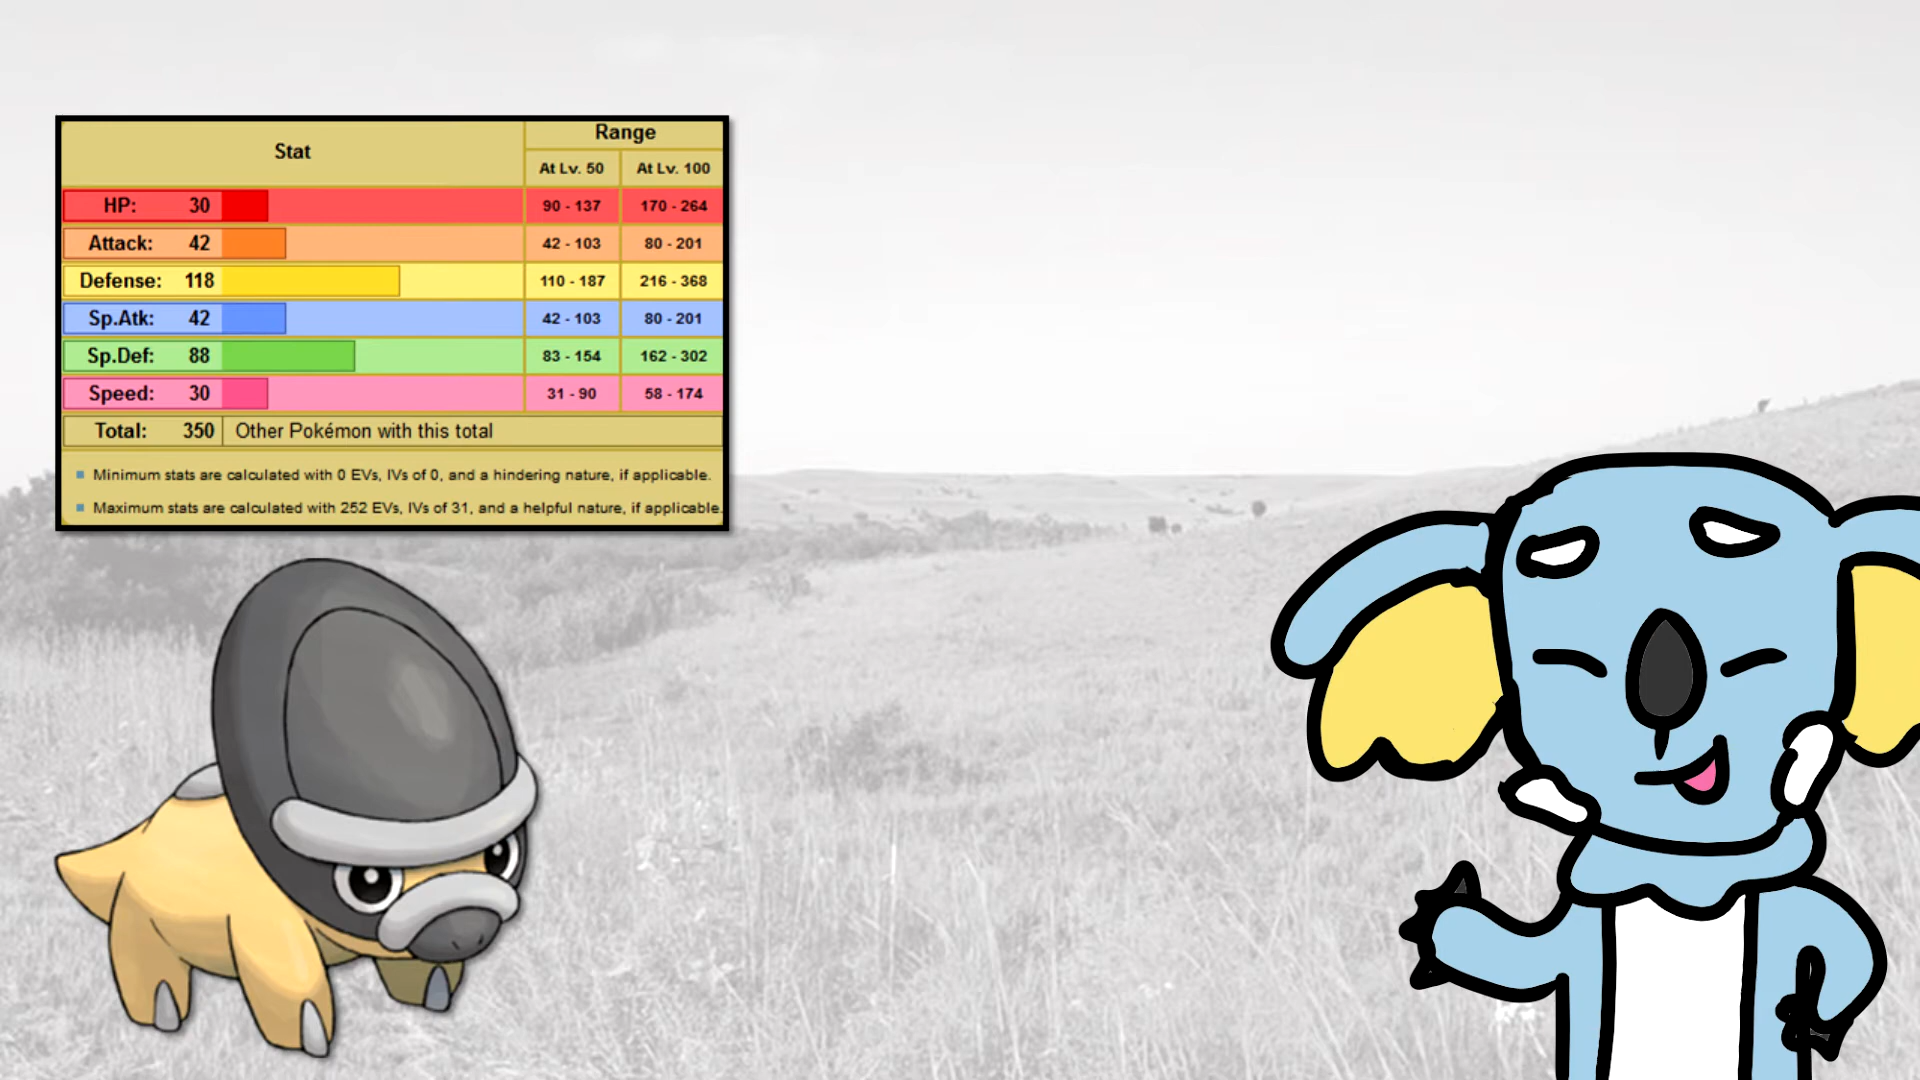 Stat
Range
At Lv. 50
At Lv. 100
HP: 30 90 - 137 170 - 264
Attack: 42 42 - 103 80 - 201
Defense: 118 110 - 187 216 - 368
Sp.Atk: 42 42 - 103 80 - 201
Sp.Def: 88 83 - 154 162 - 302
Speed: 30 31 - 90 58 - 174
Total: 350 Other Pokémon with this total
Minimum stats are calculated with 0 EVs, IVs of 0, and a hindering nature, if applicable.
Maximum stats are calculated with 252 EVs, IVs of 31, and a helpful nature, if applicable.